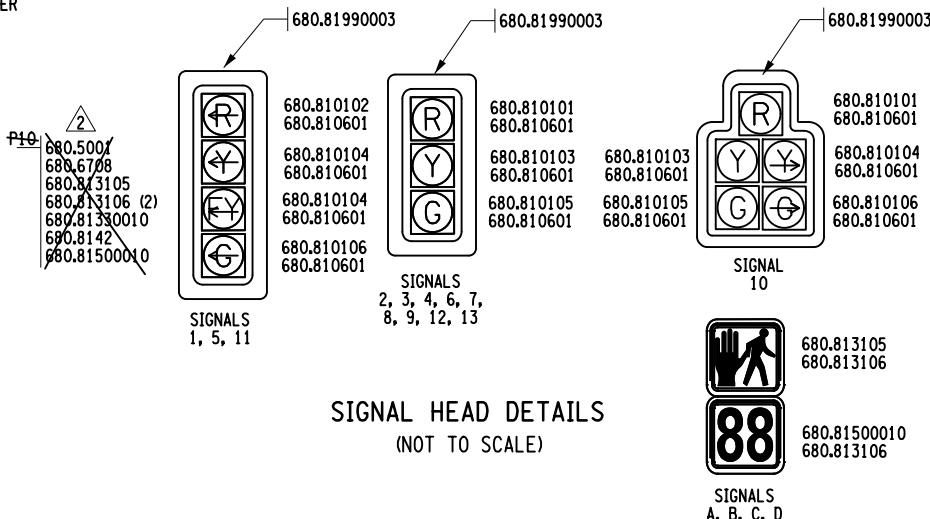 ER
P10
2
680.5001
680.6708
680.813105
680.813106 (2)
680.81330010
680.8142
680.81500010
680.81990003
R
Y
FY
G
680.810102
680.810601
680.810104
680.810601
680.810104
680.810601
680.810106
680.810601
SIGNALS
1, 5, 11
680.81990003
R
Y
G
680.810101
680.810601
680.810103
680.810601
680.810105
680.810601
SIGNALS
2, 3, 4, 6, 7,
8, 9, 12, 13
680.81990003
R
Y Y
G G
680.810103
680.810601
680.810105
680.810601
680.810101
680.810601
680.810104
680.810601
680.810106
680.810601
SIGNAL
10
88
680.813105
680.813106
680.81500010
680.813106
SIGNALS
A, B, C, D
SIGNAL HEAD DETAILS
(NOT TO SCALE)